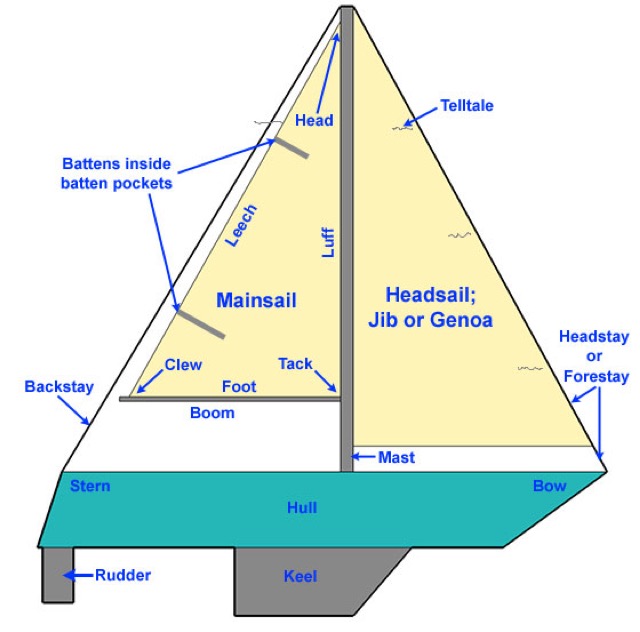 Telltale
Head
Battens inside
batten pockets
Leech
Luff
Mainsail
Headsail;
Jib or Genoa
Headstay
or
Forestay
Clew
Tack
Backstay
Foot
Boom
Mast
Stern
Bow
Hull
Rudder
Keel